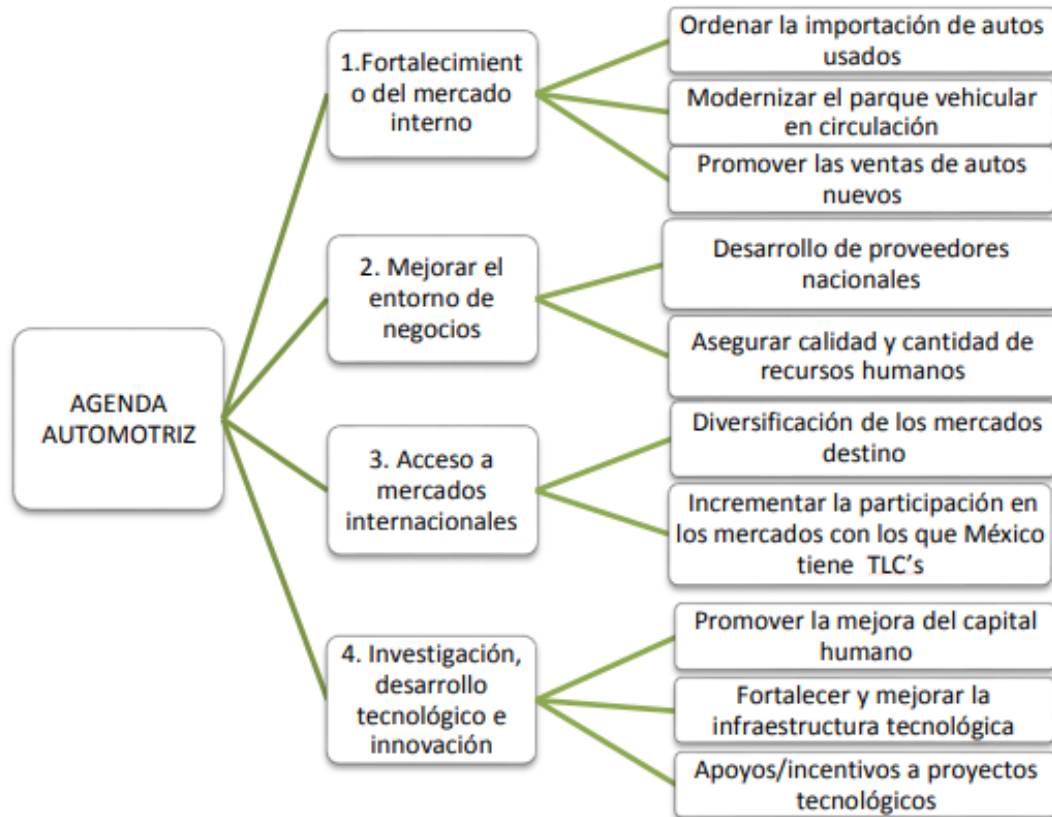 AGENDA
AUTOMOTRIZ
1.Fortalecimient
o del mercado
interno
Ordenar la importación de autos
usados
Modernizar el parque vehicular
en circulación
Promover las ventas de autos
nuevos
2. Mejorar el
entorno de
negocios
Desarrollo de proveedores
nacionales
Asegurar calidad y cantidad de
recursos humanos
3. Acceso a
mercados
internacionales
Diversificación de los mercados
destino
Incrementar la participación en
los mercados con los que México
tiene TLC’s
4. Investigación,
desarrollo
tecnológico e
innovación
Promover la mejora del capital
humano
Fortalecer y mejorar la
infraestructura tecnológica
Apoyos/incentivos a proyectos
tecnológicos